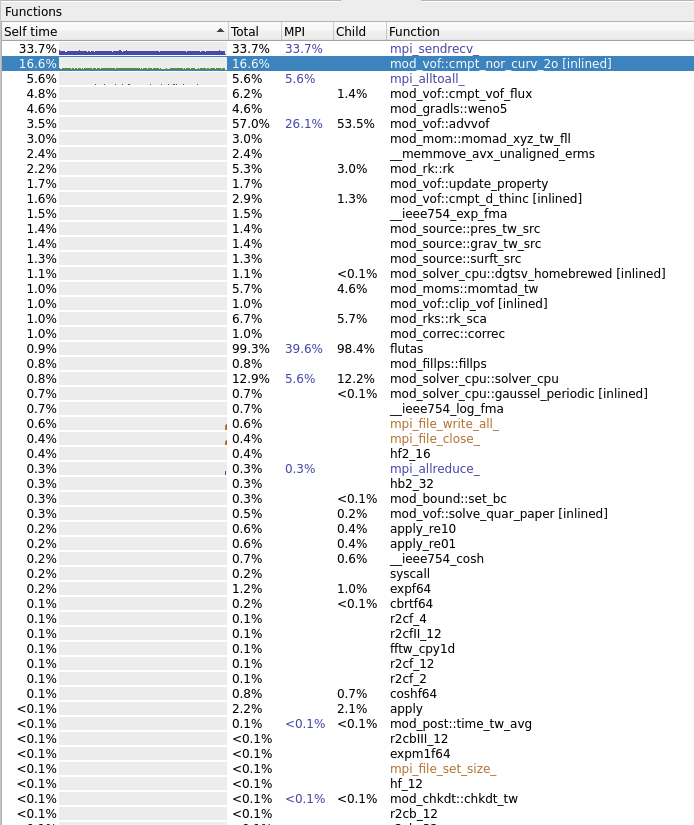 Functions
Self time Total MPI Child Function
33.7% 33.7% 33.7% mpi_sendrecv_
16.6% 16.6% mod_vof::cmpt_nor_curv_2o [inlined]
5.6% 5.6% 5.6% mpi_alltoall_
4.8% 6.2% 1.4% mod_vof::cmpt_vof_flux
4.6% 4.6% mod_gradls::weno5
3.5% 57.0% 26.1% 53.5% mod_vof::advvof
3.0% 3.0% mod_mom::momad_xyz_tw_fll
2.4% 2.4% __memmove_avx_unaligned_erms
2.2% 5.3% 3.0% mod_rk::rk
1.7% 1.7% mod_vof::update_property
1.6% 2.9% 1.3% mod_vof::cmpt_d_thinc [inlined]
1.5% 1.5% __ieee754_exp_fma
1.4% 1.4% mod_source::pres_tw_src
1.4% 1.4% mod_source::grav_tw_src
1.3% 1.3% mod_source::surft_src
1.1% 1.1% <0.1% mod_solver_cpu::dgtsv_homebrewed [inlined]
1.0% 5.7% 4.6% mod_moms::momtad_tw
1.0% 1.0% mod_vof::clip_vof [inlined]
1.0% 6.7% 5.7% mod_rks::rk_sca
1.0% 1.0% mod_correc::correc
0.9% 99.3% 39.6% 98.4% flutas
0.8% 0.8% mod_fillps::fillps
0.8% 12.9% 5.6% 12.2% mod_solver_cpu::solver_cpu
0.7% 0.7% <0.1% mod_solver_cpu::gaussel_periodic [inlined]
0.7% 0.7% __ieee754_log_fma
0.6% 0.6% mpi_file_write_all_
0.4% 0.4% mpi_file_close_
0.4% 0.4% hf2_16
0.3% 0.3% 0.3% mpi_allreduce_
0.3% 0.3% hb2_32
0.3% 0.3% <0.1% mod_bound::set_bc
0.3% 0.5% 0.2% mod_vof::solve_quar_paper [inlined]
0.2% 0.6% 0.4% apply_re10
0.2% 0.6% 0.4% apply_re01
0.2% 0.7% 0.6% __ieee754_cosh
0.2% 0.2% syscall
0.2% 1.2% 1.0% expf64
0.1% 0.2% <0.1% cbrtf64
0.1% 0.1% r2cf_4
0.1% 0.1% r2cfII_12
0.1% 0.1% fftw_cpy1d
0.1% 0.1% r2cf_12
0.1% 0.1% r2cf_2
0.1% 0.8% 0.7% coshf64
<0.1% 2.2% 2.1% apply
<0.1% 0.1% <0.1% <0.1% mod_post::time_tw_avg
<0.1% <0.1% r2cbIII_12
<0.1% <0.1% expm1f64
<0.1% <0.1% mpi_file_set_size_
<0.1% <0.1% hf_12
<0.1% <0.1% <0.1% <0.1% mod_chkdt::chkdt_tw
<0.1% <0.1% r2cb_12